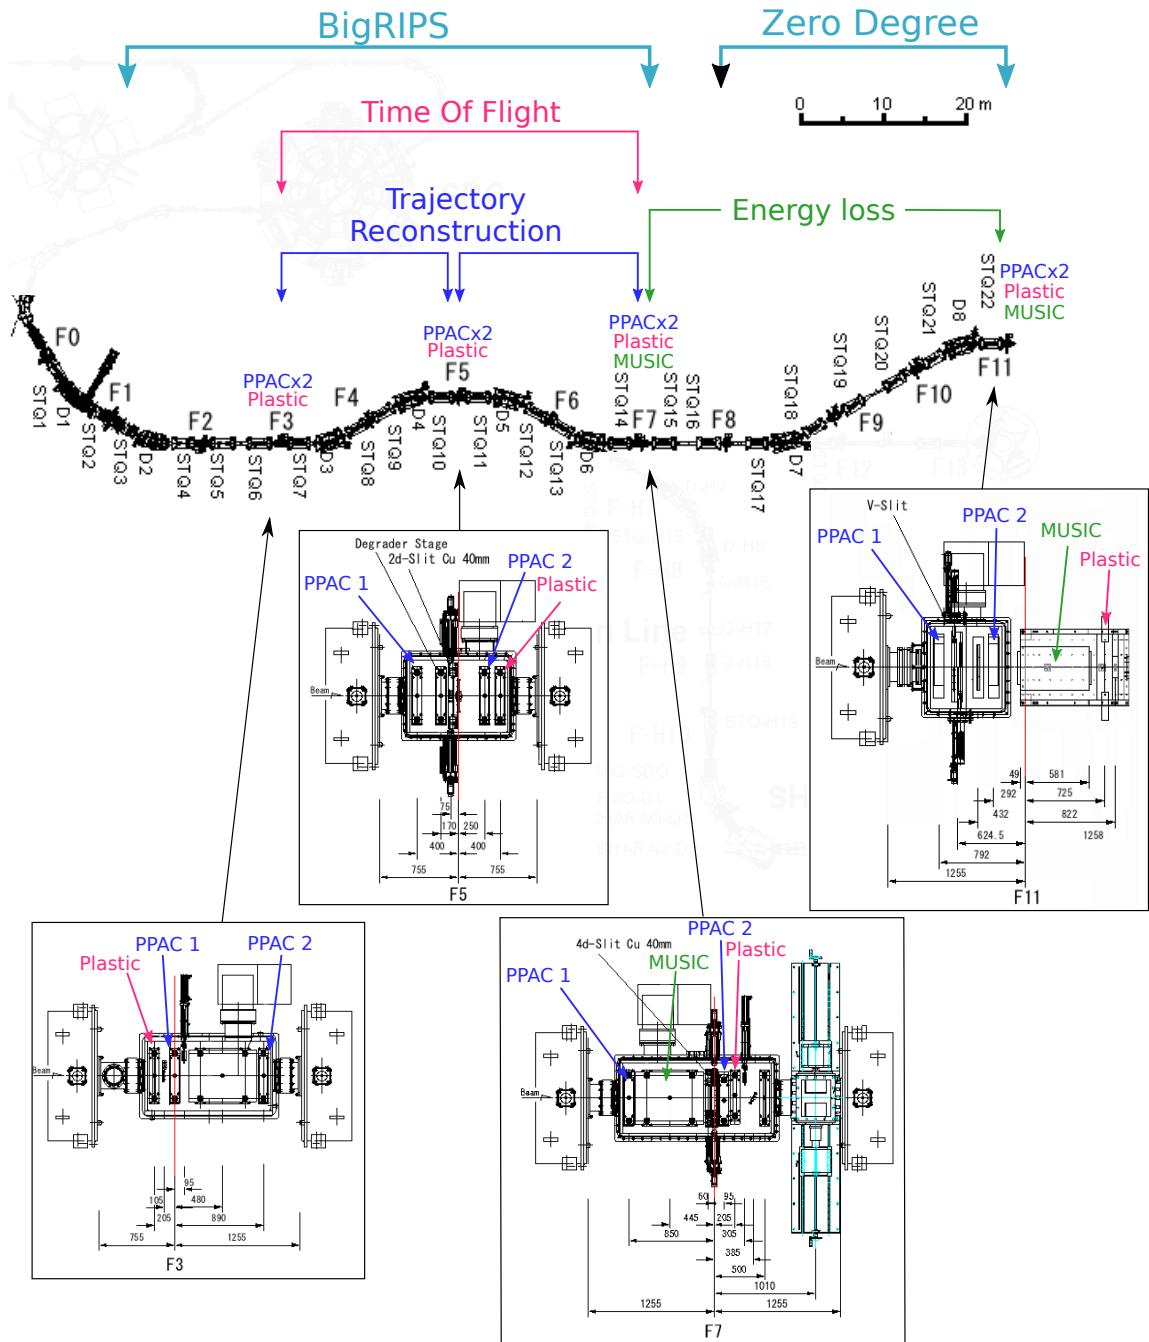 BigRIPS
Zero Degree
0 10 20 m
Time Of Flight
Trajectory
Reconstruction
Energy loss
PPACx2
Plastic
MUSIC
PPACx2
Plastic
MUSIC
PPACx2
Plastic
PPACx2
Plastic
F0
F1
F2
F3
F4
F5
F6
F7
F8
F9
F10
F11
STQ1
D1
STQ2
STQ3
D2
STQ4
STQ5
STQ6
STQ7
D3
STQ8
STQ9
D4
STQ10
STQ11
D5
STQ12
STQ13
D6
STQ14
STQ15
STQ16
STQ17
D7
STQ18
STQ19
STQ20
STQ21
D8
STQ22
Degrader Stage
2d-Slit Cu 40mm
PPAC 1
PPAC 2
Plastic
Beam
75
170 250
400 400
755 755
F5
V-Slit
PPAC 1
PPAC 2
MUSIC
Plastic
Beam
49 581
292 725
432 822
624.5 1258
792
1255
F11
PPAC 1
PPAC 2
Plastic
Beam
95
105 480
205 890
755 1255
F3
PPAC 2
4d-Slit Cu 40mm
Plastic
MUSIC
PPAC 1
Beam
60 95
445 205
850 305
385
500
1010
1255 1255
F7